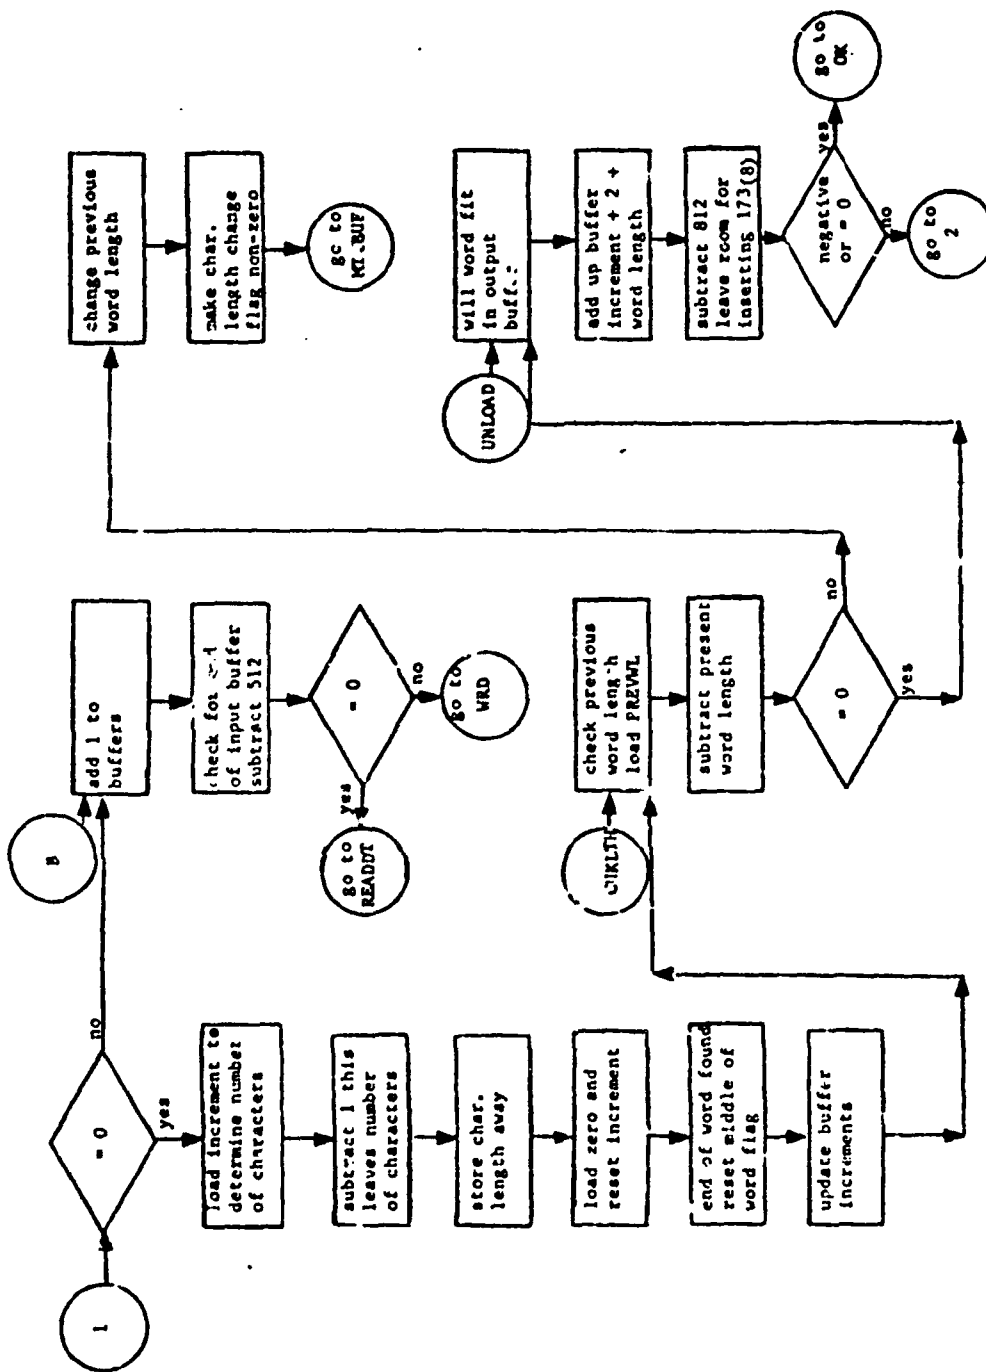 1
= 0
no
yes
load increment to
determine number
of characters
subtract 1 this
leaves number
of characters
store char.
length away
load zero and
reset increment
end of word found
reset middle of
word flag
update buffer
increments
B
add 1 to
buffers
check for end
of input buffer
subtract 512
= 0
yes
no
go to
READDT
go to
WRD
check previous
word length
load PREVWL
subtract present
word length
= 0
no
yes
change previous
word length
make char.
length change
flag non-zero
go to
UNLOAD
will word fit
in output
add up buffer
increment + 2 +
word length
subtract 812
leave room for
inserting 173(8)
negative
or = 0
yes
no
go to
OK
go to
2